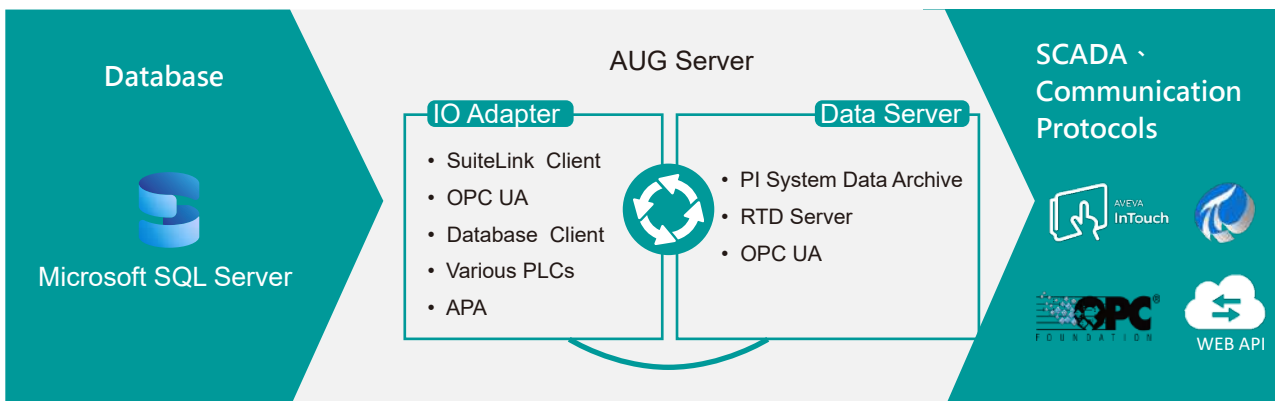 Database
Microsoft SQL Server
AUG Server
IO Adapter
• SuiteLink Client
• OPC UA
• Database Client
• Various PLCs
• APA
Data Server
• PI System Data Archive
• RTD Server
• OPC UA
SCADA、
Communication
Protocols
AVEVA
InTouch
OPC®
FOUNDATION
WEB API